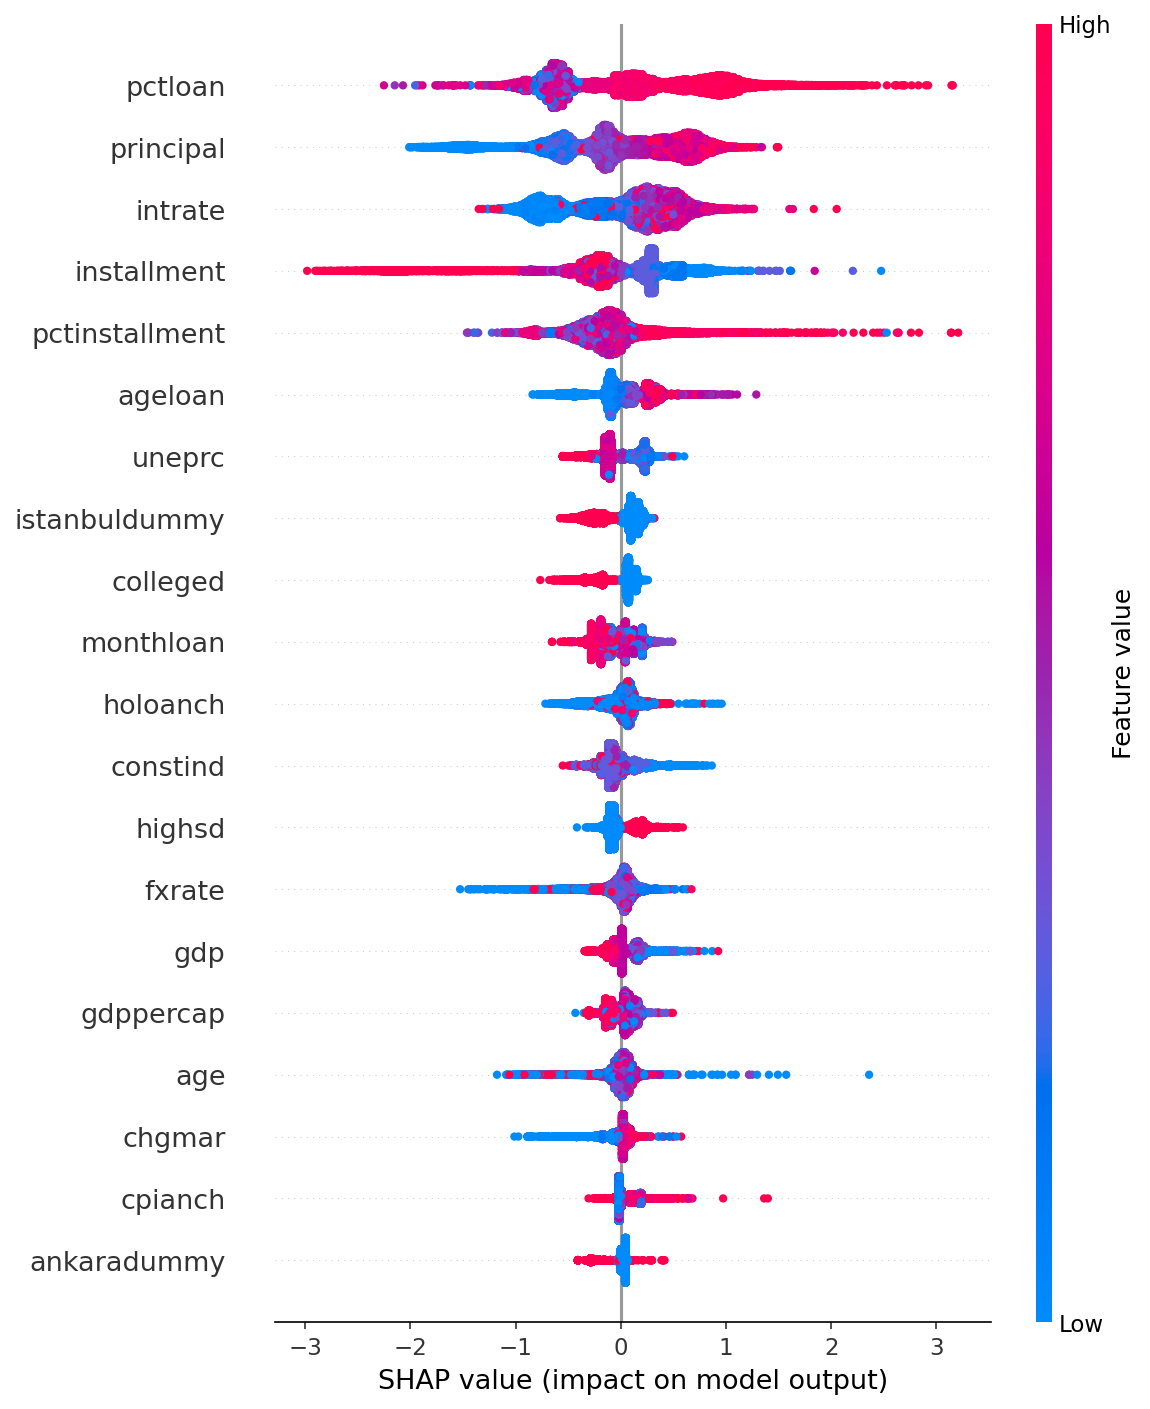 High
pctloan
principal
intrate
installment
pctinstallment
ageloan
uneprc
istanbuldummy
colleged
monthloan
holoanch
constind
highsd
fxrate
gdp
gdppercap
age
chgmar
cpianch
ankaradummy
Feature value
Low
−3 −2 −1 0 1 2 3
SHAP value (impact on model output)